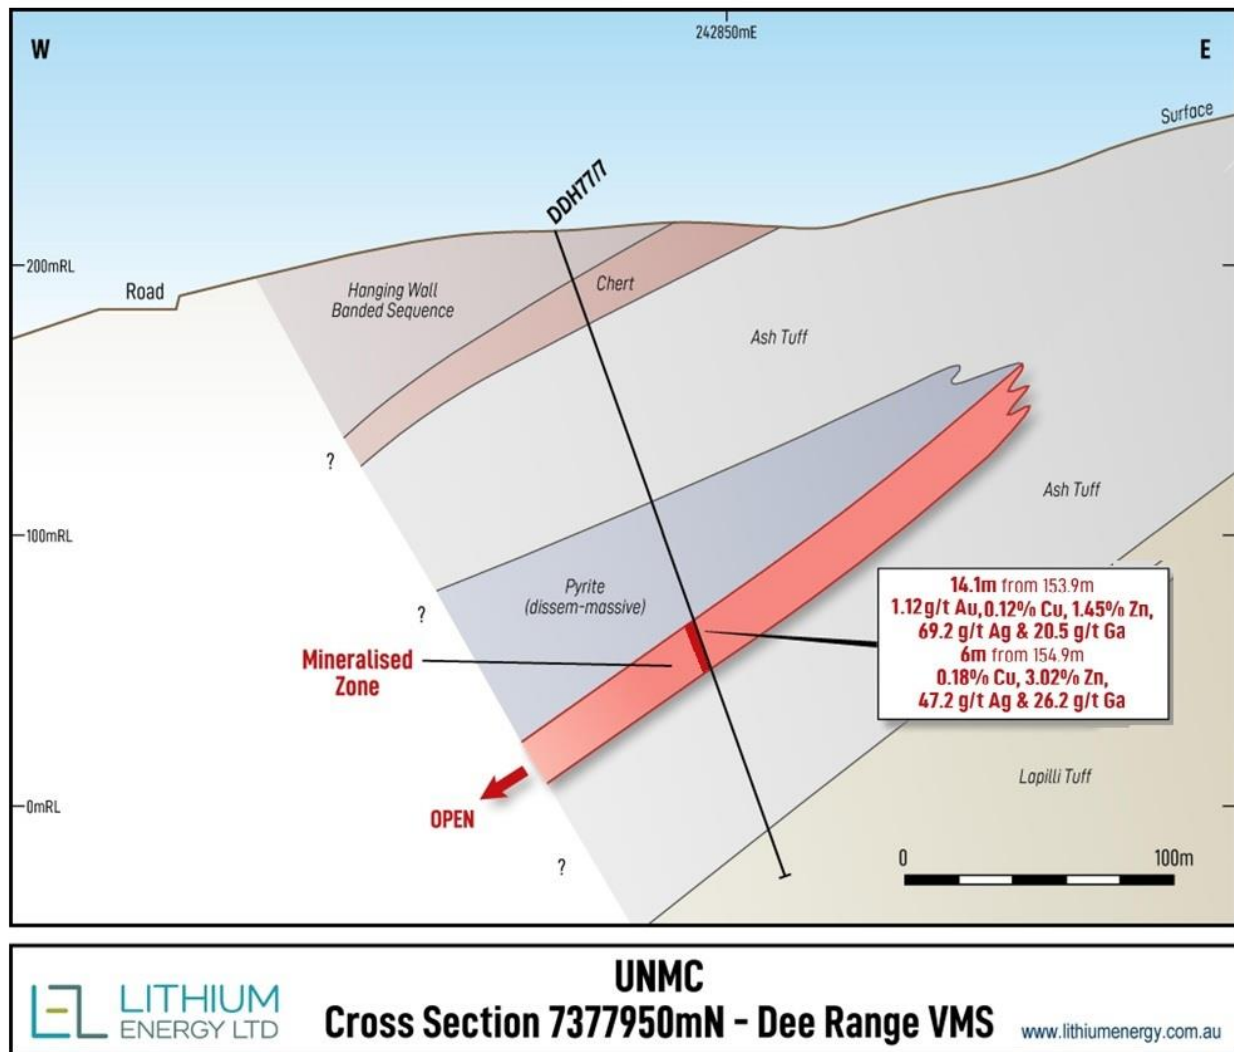 242850mE
W
E
Surface
DDH77/7
200mRL
Road
Hanging Wall
Banded Sequence
Chert
Ash Tuff
?
100mRL
Ash Tuff
Pyrite
(dissem-massive)
?
14.1m from 153.9m
1.12g/t Au, 0.12% Cu, 1.45% Zn,
69.2 g/t Ag & 20.5 g/t Ga
6m from 154.9m
0.18% Cu, 3.02% Zn,
47.2 g/t Ag & 26.2 g/t Ga
Mineralised
Zone
Lapilli Tuff
0mRL
OPEN
?
0
100m
LITHIUM
ENERGY LTD
UNMC
Cross Section 7377950mN - Dee Range VMS
www.lithiumenergy.com.au